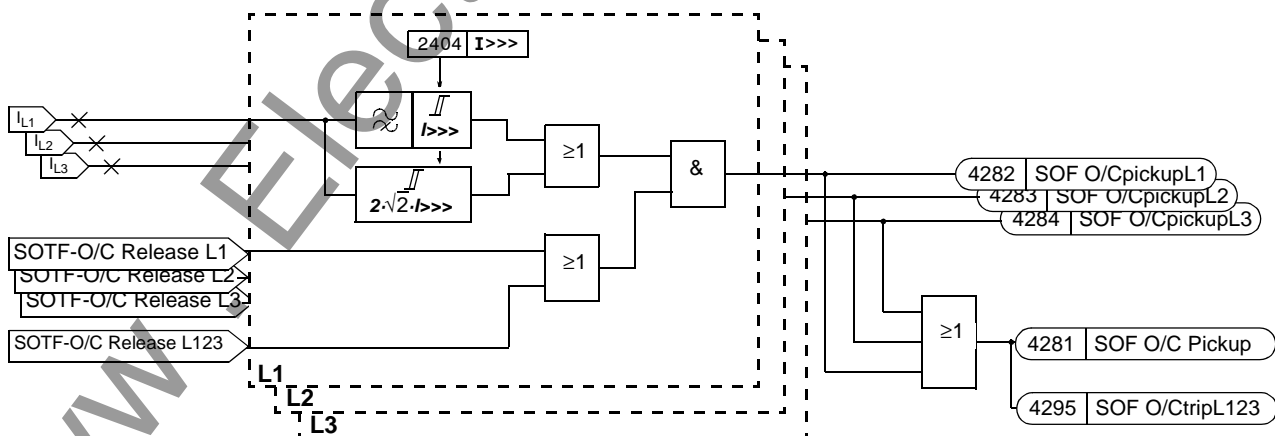 2404 I>>>
I>>>
2·√2·I>>>
≥1
&
≥1
IL1
IL2
IL3
SOTF-O/C Release L1
SOTF-O/C Release L2
SOTF-O/C Release L3
SOTF-O/C Release L123
L1
L2
L3
4282 SOF O/CpickupL1
4283 SOF O/CpickupL2
4284 SOF O/CpickupL3
≥1
4281 SOF O/C Pickup
4295 SOF O/CtripL123
www. Elec